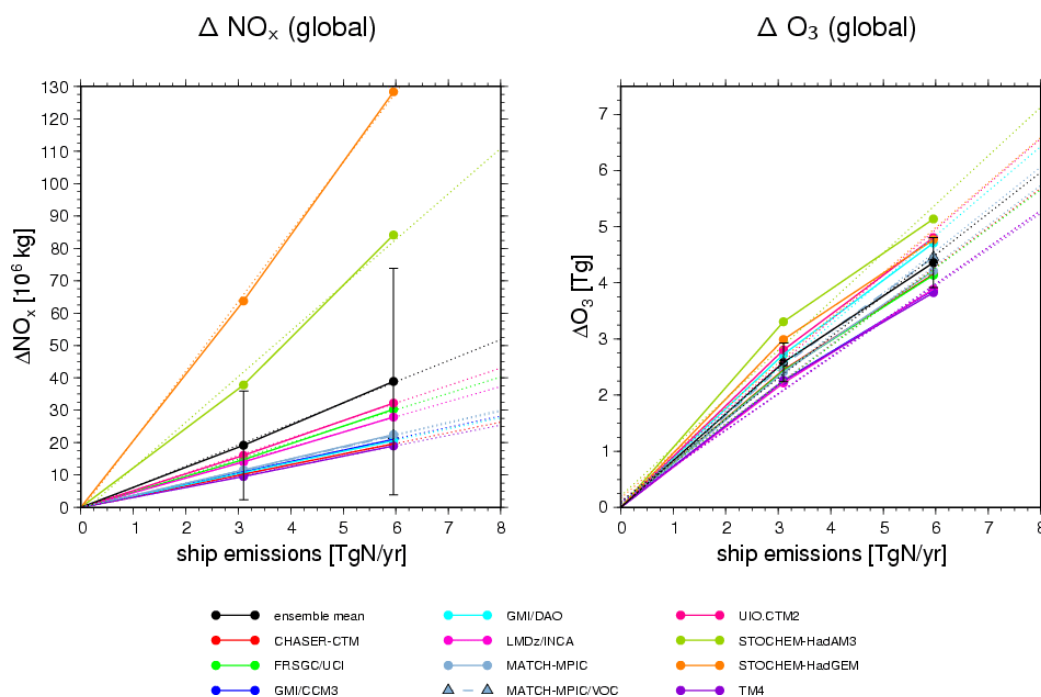 Δ NOx (global)
Δ O3 (global)
130
120
110
100
90
80
70
60
50
40
30
20
10
0
ΔNOx [10^6 kg]
0 1 2 3 4 5 6 7 8
ship emissions [TgN/yr]
7
6
5
4
3
2
1
0
ΔO3 [Tg]
0 1 2 3 4 5 6 7 8
ship emissions [TgN/yr]
ensemble mean
CHASER-CTM
FRSGC/UCI
GMI/CCM3
GMI/DAO
LMDz/INCA
MATCH-MPIC
MATCH-MPIC/VOC
UIO.CTM2
STOCHEM-HadAM3
STOCHEM-HadGEM
TM4